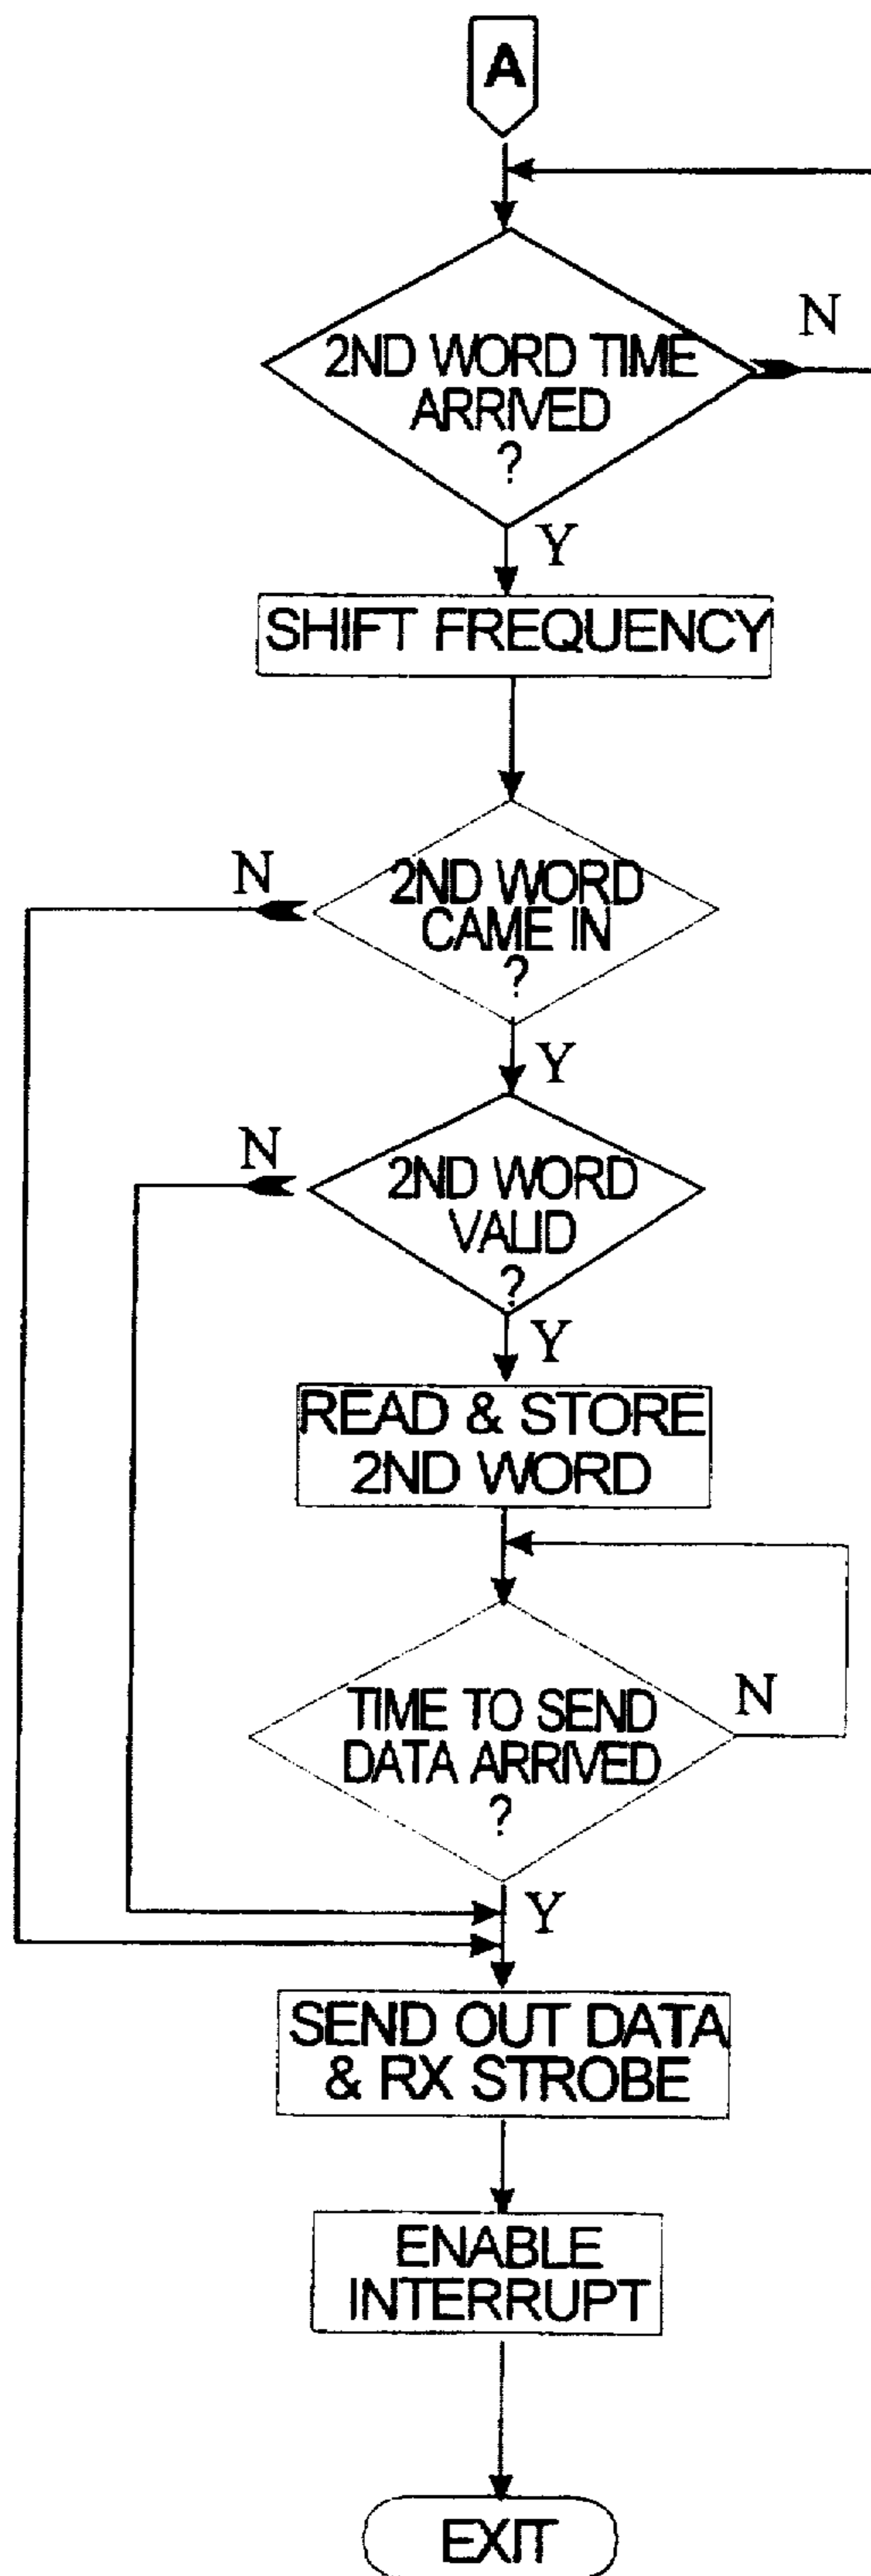 A
N
2ND WORD TIME
ARRIVED
?
Y
SHIFT FREQUENCY
N
2ND WORD
CAME IN
?
Y
N
2ND WORD
VALID
?
Y
READ & STORE
2ND WORD
N
TIME TO SEND
DATA ARRIVED
?
Y
SEND OUT DATA
& RX STROBE
ENABLE
INTERRUPT
EXIT